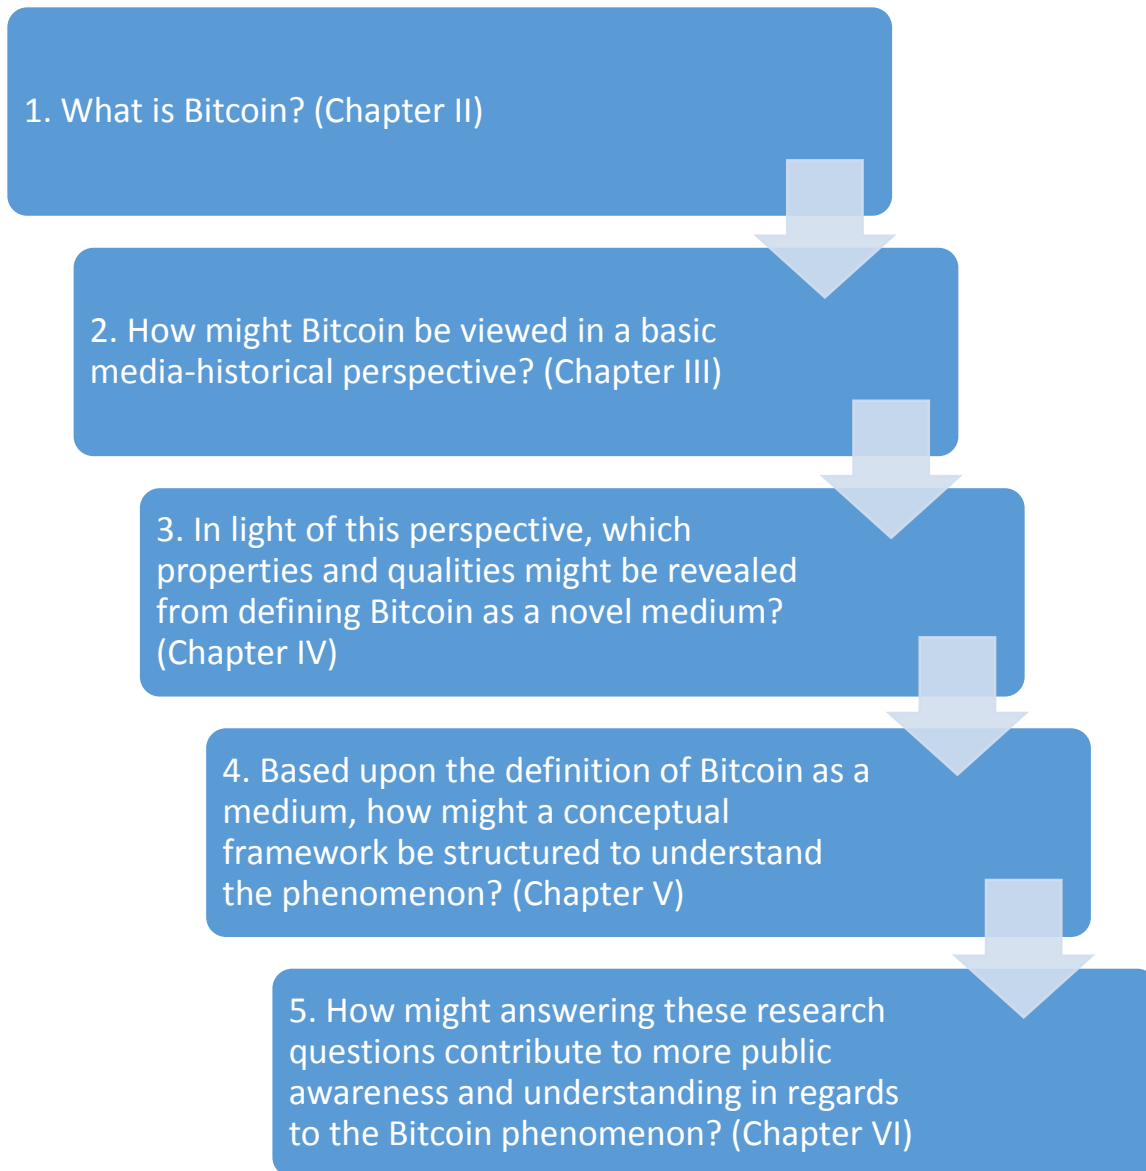 1. What is Bitcoin? (Chapter II)
2. How might Bitcoin be viewed in a basic
media-historical perspective? (Chapter III)
3. In light of this perspective, which
properties and qualities might be revealed
from defining Bitcoin as a novel medium?
(Chapter IV)
4. Based upon the definition of Bitcoin as a
medium, how might a conceptual
framework be structured to understand
the phenomenon? (Chapter V)
5. How might answering these research
questions contribute to more public
awareness and understanding in regards
to the Bitcoin phenomenon? (Chapter VI)